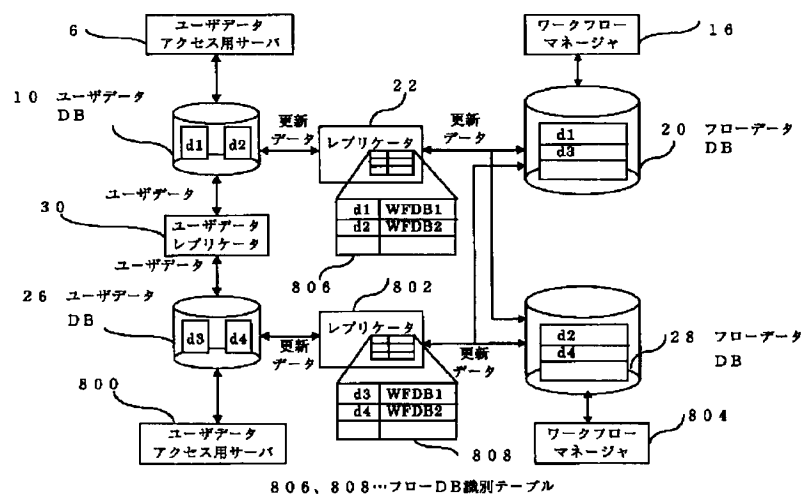 6
ユーザデータ
アクセス用サーバ
ワークフロー
マネージャ
16
10 ユーザデータ
DB
d1 d2
更新
データ
22
レプリケータ
更新
データ
d1
d3
20 フローデータ
DB
ユーザデータ
30
ユーザデータ
レプリケータ
ユーザデータ
d1 WFDB1
d2 WFDB2
806
802
26 ユーザデータ
DB
d3 d4
更新
データ
レプリケータ
更新
データ
d2
d4
28 フローデータ
DB
800
ユーザデータ
アクセス用サーバ
d3 WFDB1
d4 WFDB2
808
ワークフロー
マネージャ
804
806、808…フローDB識別テーブル